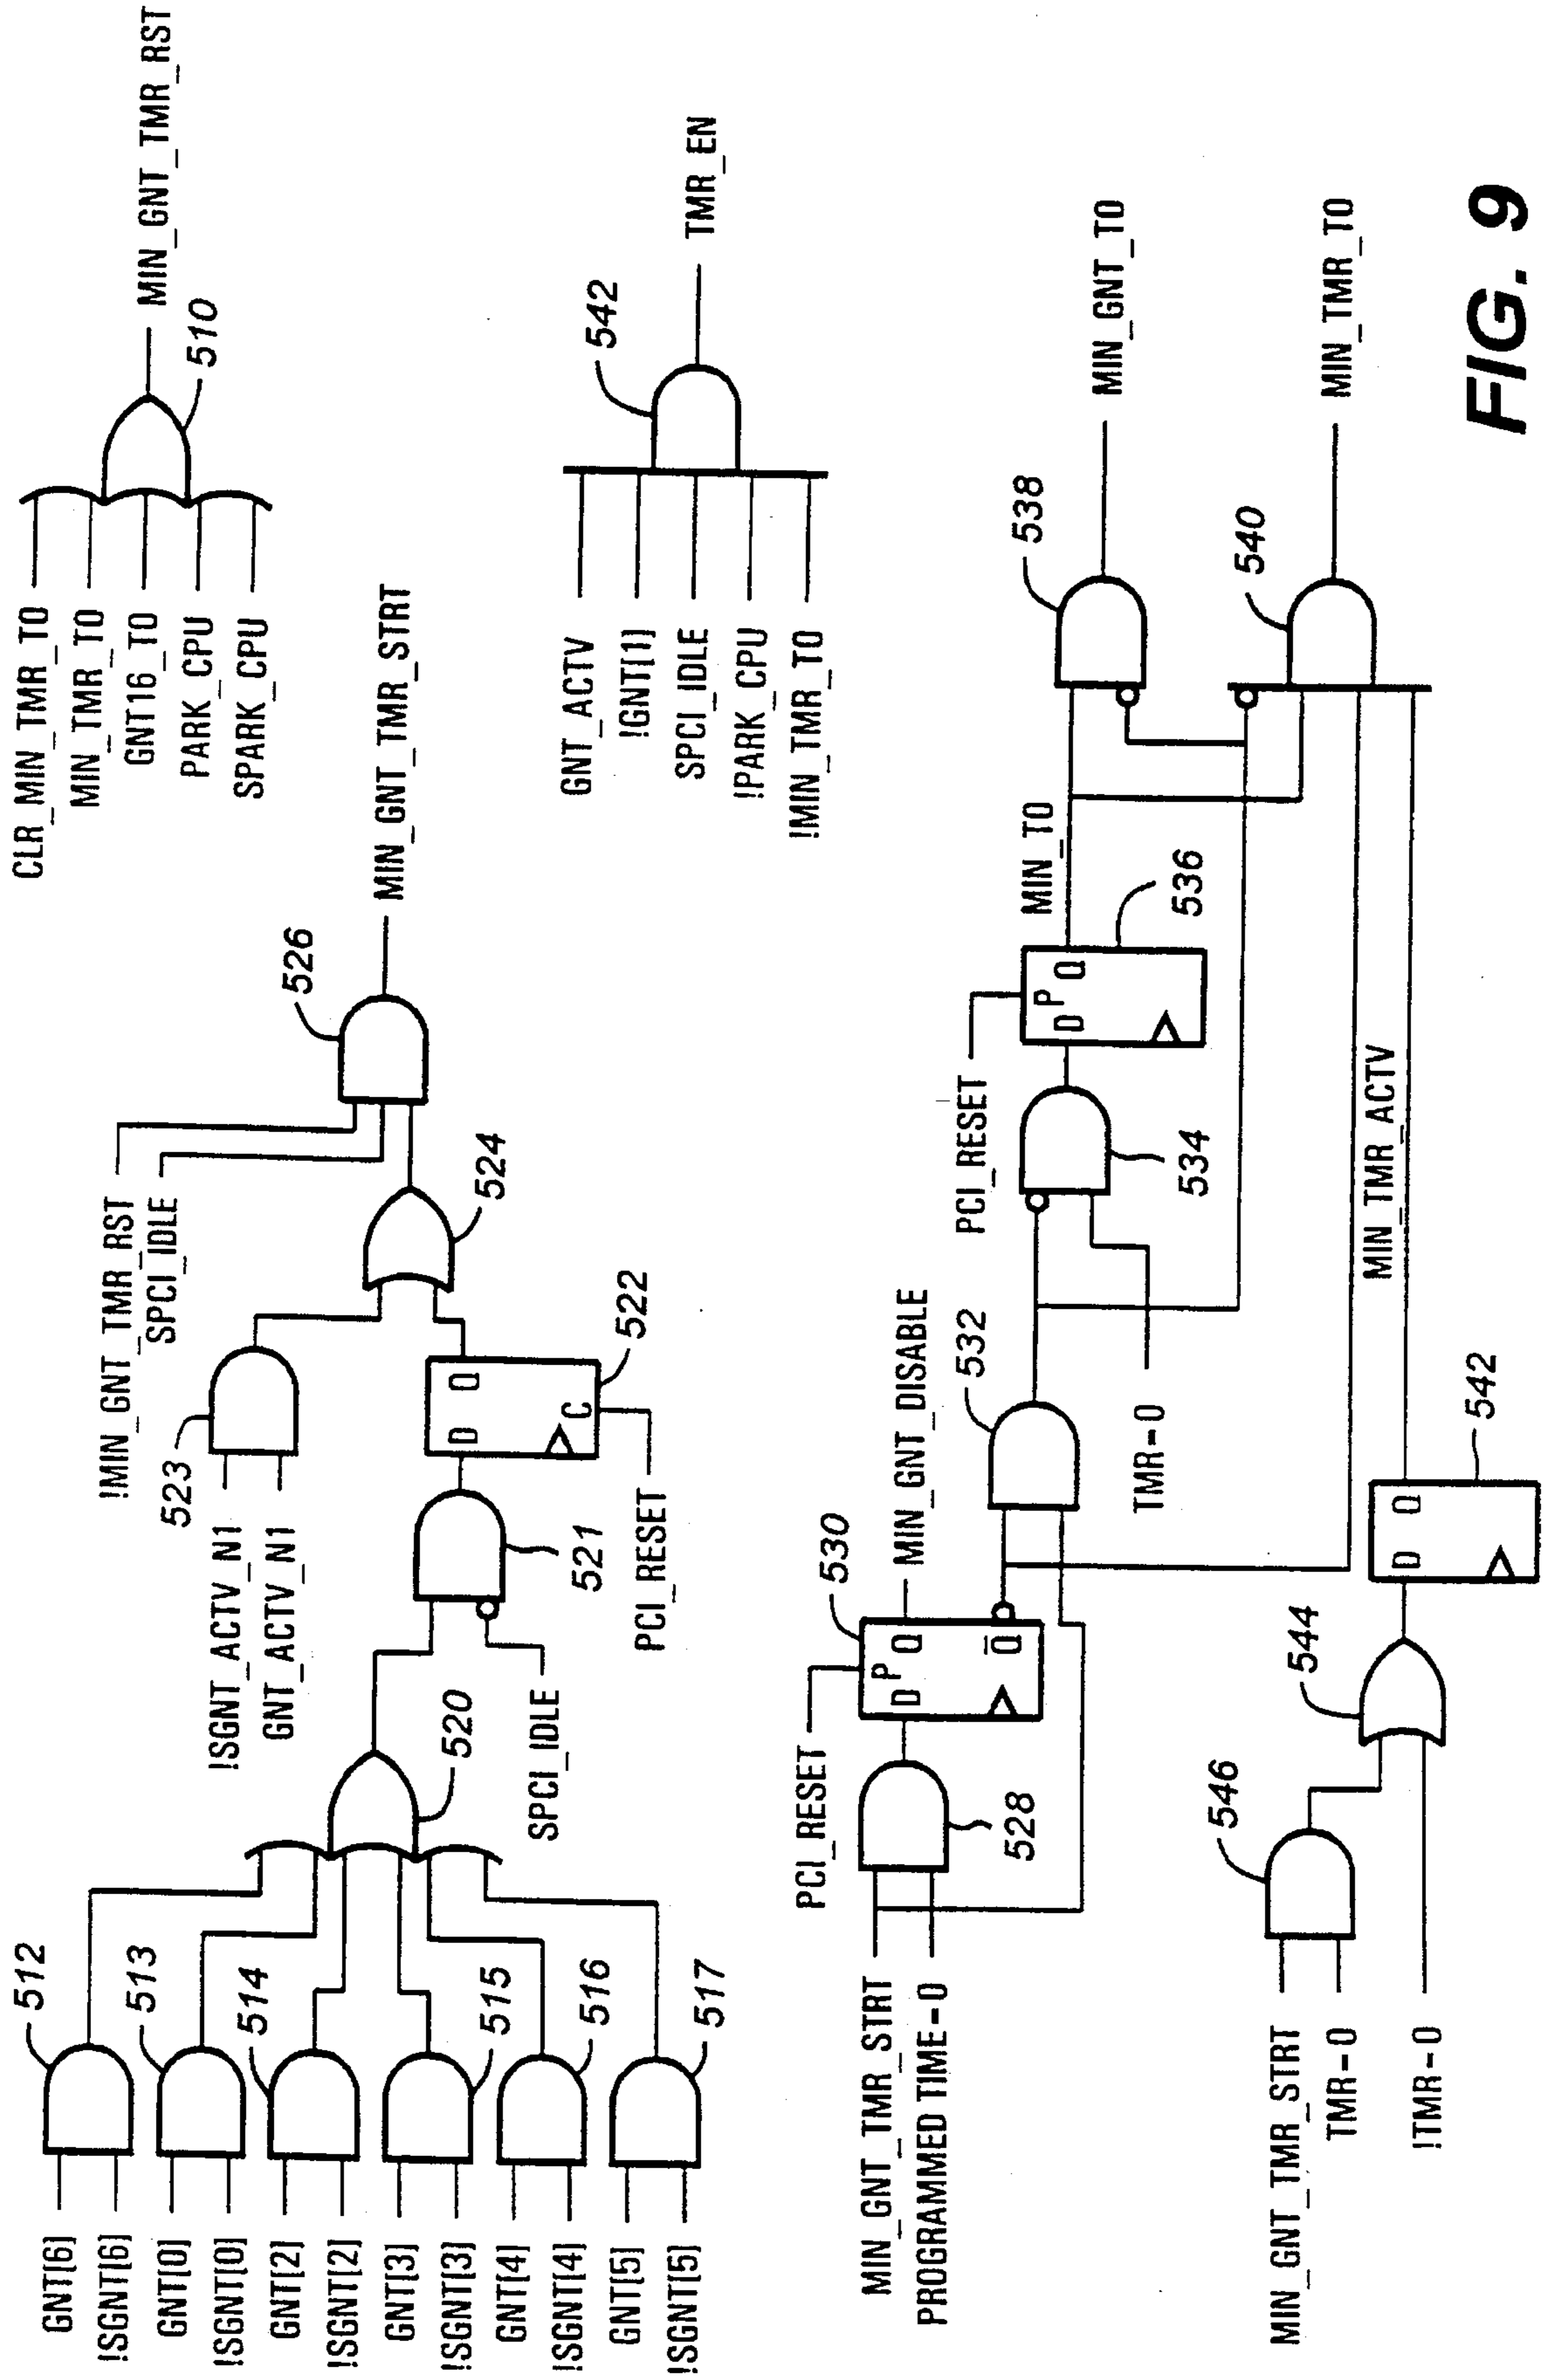 512
GNT[6]
!SGNT[6]
513
GNT[0]
!SGNT[0]
514
GNT[2]
!SGNT[2]
515
GNT[3]
!SGNT[3]
516
GNT[4]
!SGNT[4]
517
GNT[5]
!SGNT[5]
520
SPCI_IDLE
521
!SGNT_ACTV_N1
GNT_ACTV_N1
523
D Q
C
522
PCI_RESET
!MIN_GNT_TMR_RST
SPCI_IDLE
524
526
MIN_GNT_TMR_STRT
CLR_MIN_TMR_TO
MIN_TMR_TO
GNT16_TO
PARK_CPU
SPARK_CPU
510
MIN_GNT_TMR_RST
GNT_ACTV
!GNT[1]
SPCI_IDLE
!PARK_CPU
!MIN_TMR_TO
542
TMR_EN
MIN_GNT_TMR_STRT
PROGRAMMED TIME=0
528
PCI_RESET
D P Q
Q
530
MIN_GNT_DISABLE
532
TMR=0
534
PCI_RESET
D P Q
536
MIN_TO
538
MIN_GNT_TO
540
MIN_TMR_TO
MIN_GNT_TMR_STRT
TMR=0
!TMR=0
546
544
D Q
542
MIN_TMR_ACTV
FIG. 9